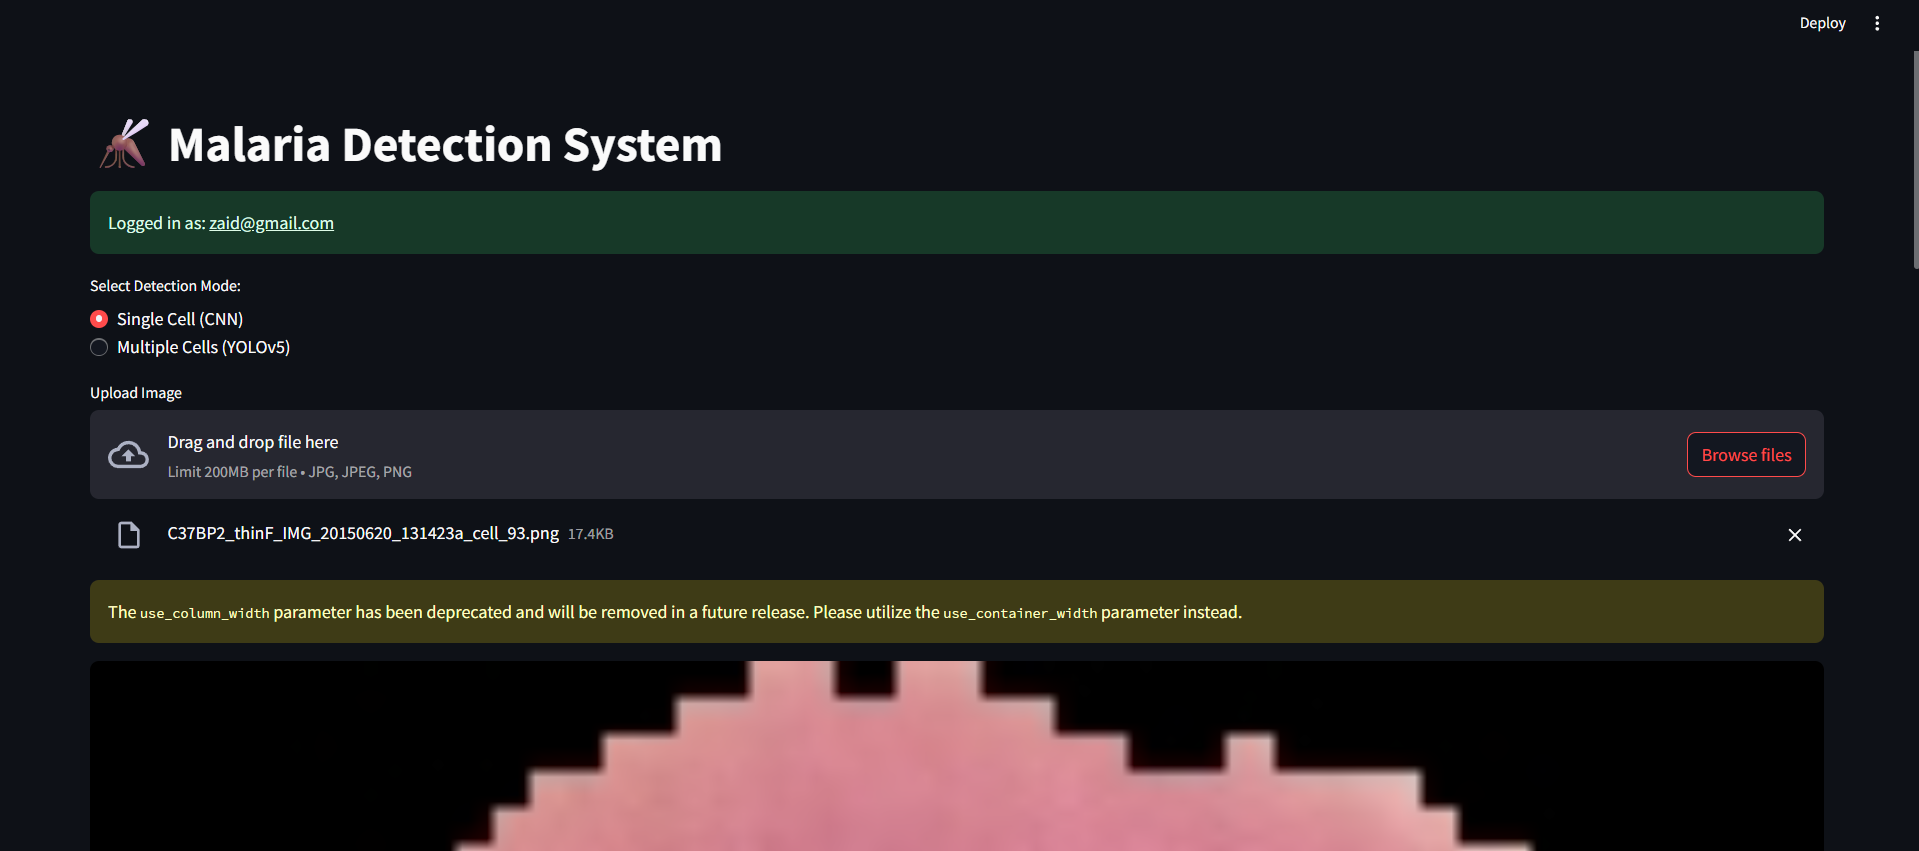 Deploy
Malaria Detection System
Logged in as: zaid@gmail.com
Select Detection Mode:
Single Cell (CNN)
Multiple Cells (YOLOv5)
Upload Image
Drag and drop file here
Limit 200MB per file • JPG, JPEG, PNG
Browse files
C37BP2_thinF_IMG_20150620_131423a_cell_93.png 17.4KB
The use_column_width parameter has been deprecated and will be removed in a future release. Please utilize the use_container_width parameter instead.